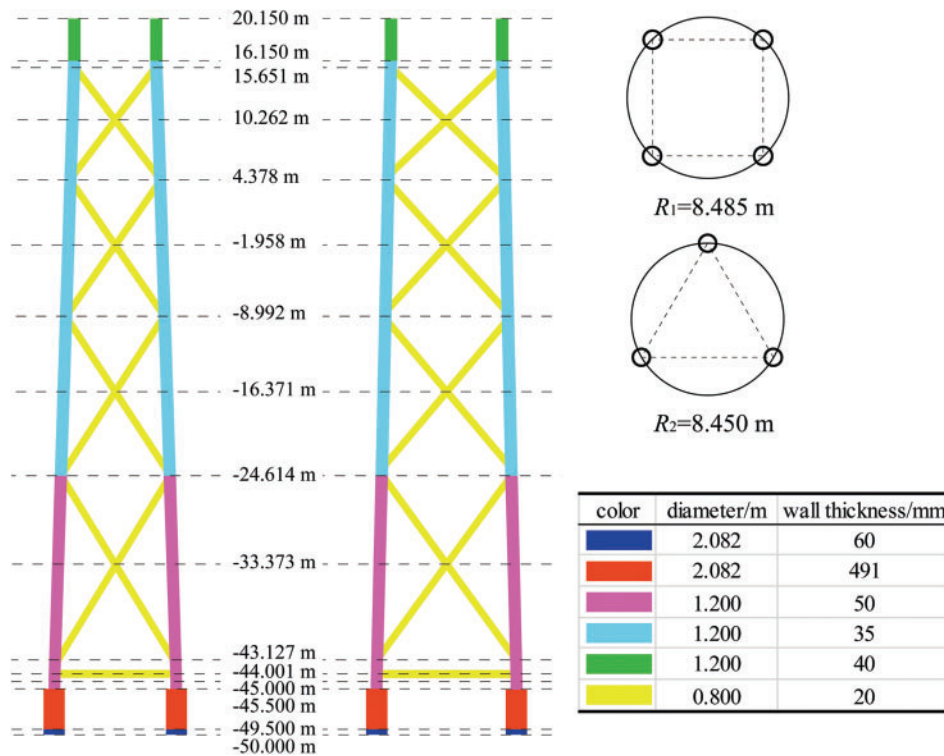 20.150 m
16.150 m
15.651 m
10.262 m
4.378 m
-1.958 m
-8.992 m
-16.371 m
-24.614 m
-33.373 m
-43.127 m
-44.001 m
-45.000 m
-45.500 m
-49.500 m
-50.000 m
R1=8.485 m
R2=8.450 m
color diameter/m wall thickness/mm
2.082 60
2.082 491
1.200 50
1.200 35
1.200 40
0.800 20